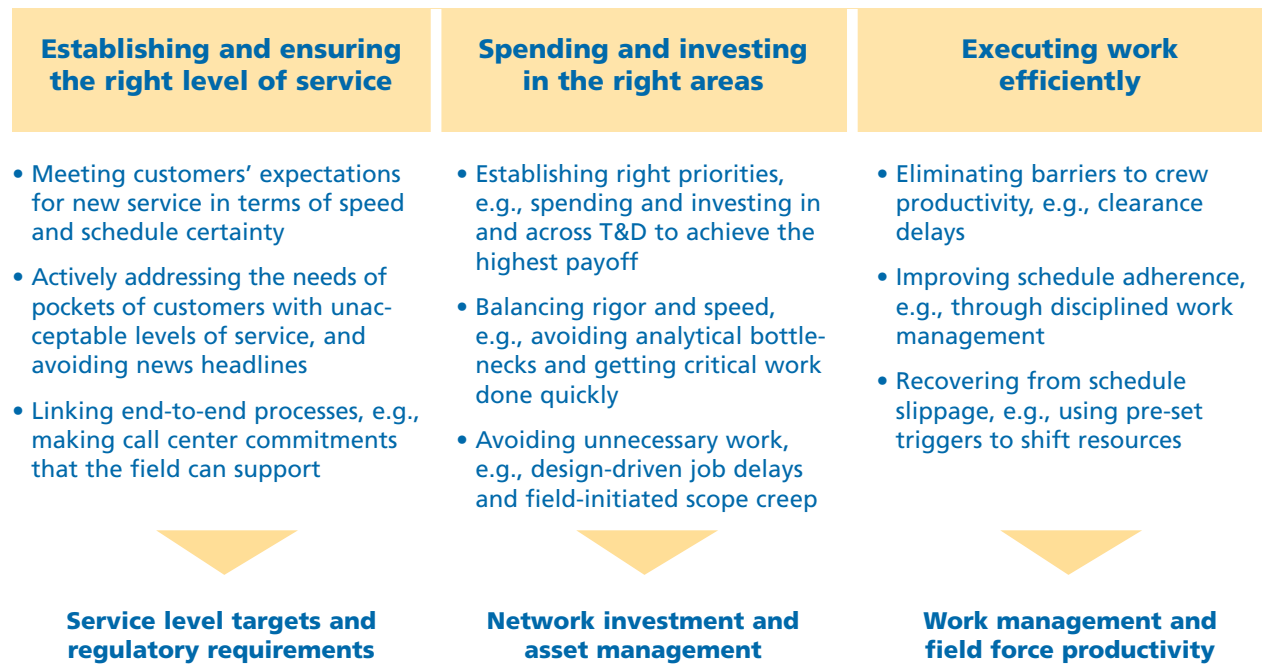 Establishing and ensuring
the right level of service
• Meeting customers’ expectations
for new service in terms of speed
and schedule certainty
• Actively addressing the needs of
pockets of customers with unac-
ceptable levels of service, and
avoiding news headlines
• Linking end-to-end processes, e.g.,
making call center commitments
that the field can support
Service level targets and
regulatory requirements
Spending and investing
in the right areas
• Establishing right priorities,
e.g., spending and investing in
and across T&D to achieve the
highest payoff
• Balancing rigor and speed,
e.g., avoiding analytical bottle-
necks and getting critical work
done quickly
• Avoiding unnecessary work,
e.g., design-driven job delays
and field-initiated scope creep
Network investment and
asset management
Executing work
efficiently
• Eliminating barriers to crew
productivity, e.g., clearance
delays
• Improving schedule adherence,
e.g., through disciplined work
management
• Recovering from schedule
slippage, e.g., using pre-set
triggers to shift resources
Work management and
field force productivity